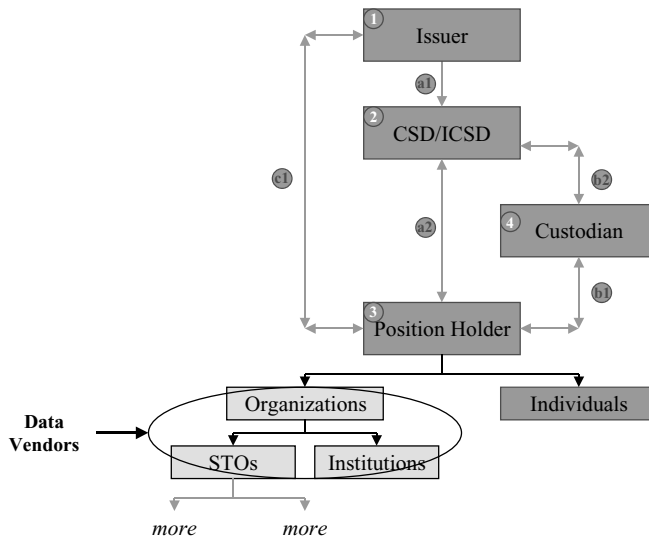 1
Issuer
a1
2
CSD/ICSD
c1
b2
a2
4
Custodian
b1
3
Position Holder
Organizations
Individuals
Data
Vendors
STOs
Institutions
more
more